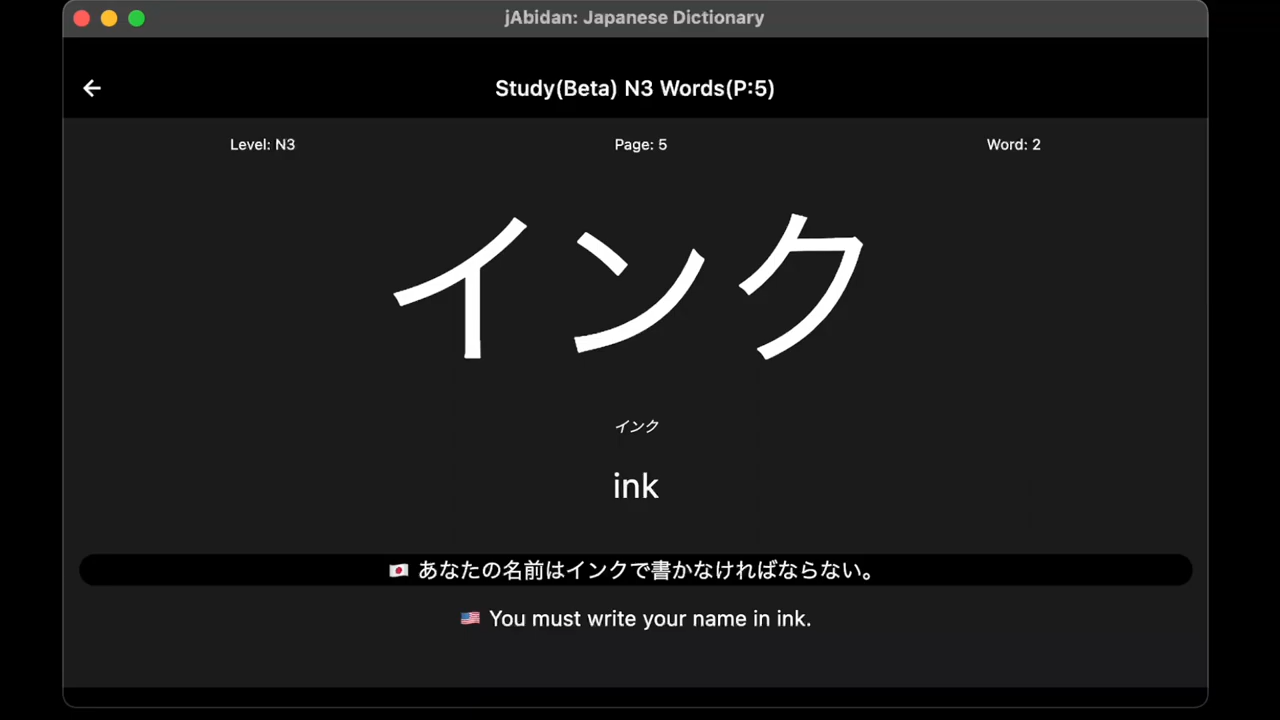 jAbidan: Japanese Dictionary
Study(Beta) N3 Words(P:5)
Level: N3
Page: 5
Word: 2
インク
インク
ink
🇯🇵 あなたの名前はインクで書かなければならない。
🇺🇸 You must write your name in ink.